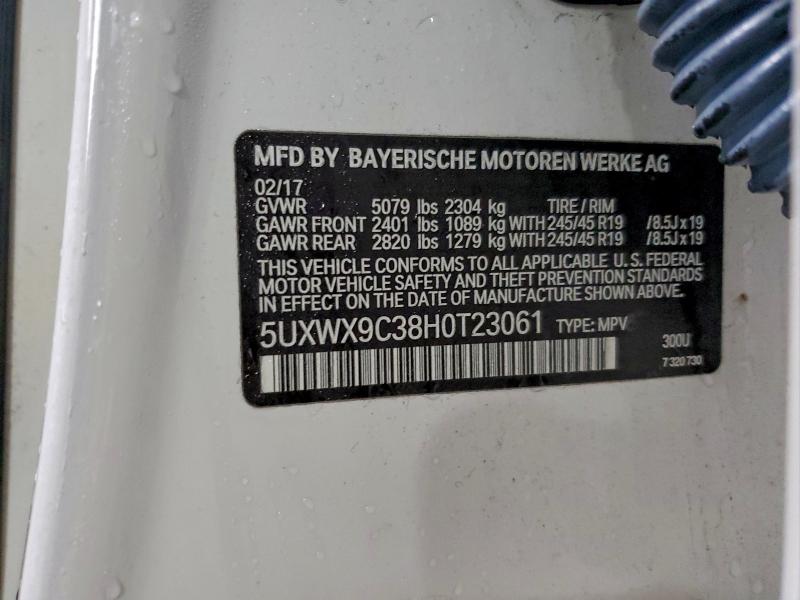 MFD BY BAYERISCHE MOTOREN WERKE AG
02/17
GVWR 5079 lbs 2304 kg TIRE / RIM
GAWR FRONT 2401 lbs 1089 kg WITH 245/45 R19 /8.5J x 19
GAWR REAR 2820 lbs 1279 kg WITH 245/45 R19 /8.5J x 19
THIS VEHICLE CONFORMS TO ALL APPLICABLE U.S. FEDERAL
MOTOR VEHICLE SAFETY AND THEFT PREVENTION STANDARDS
IN EFFECT ON THE DATE OF MANUFACTURE SHOWN ABOVE.
5UXWX9C38H0T23061 TYPE: MPV
300U
7 320 730